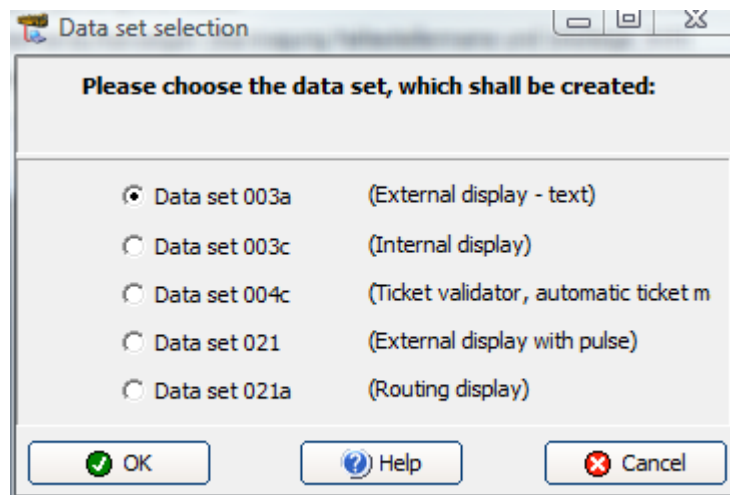 Data set selection
Please choose the data set, which shall be created:
Data set 003a (External display - text)
Data set 003c (Internal display)
Data set 004c (Ticket validator, automatic ticket m
Data set 021 (External display with pulse)
Data set 021a (Routing display)
OK Help Cancel